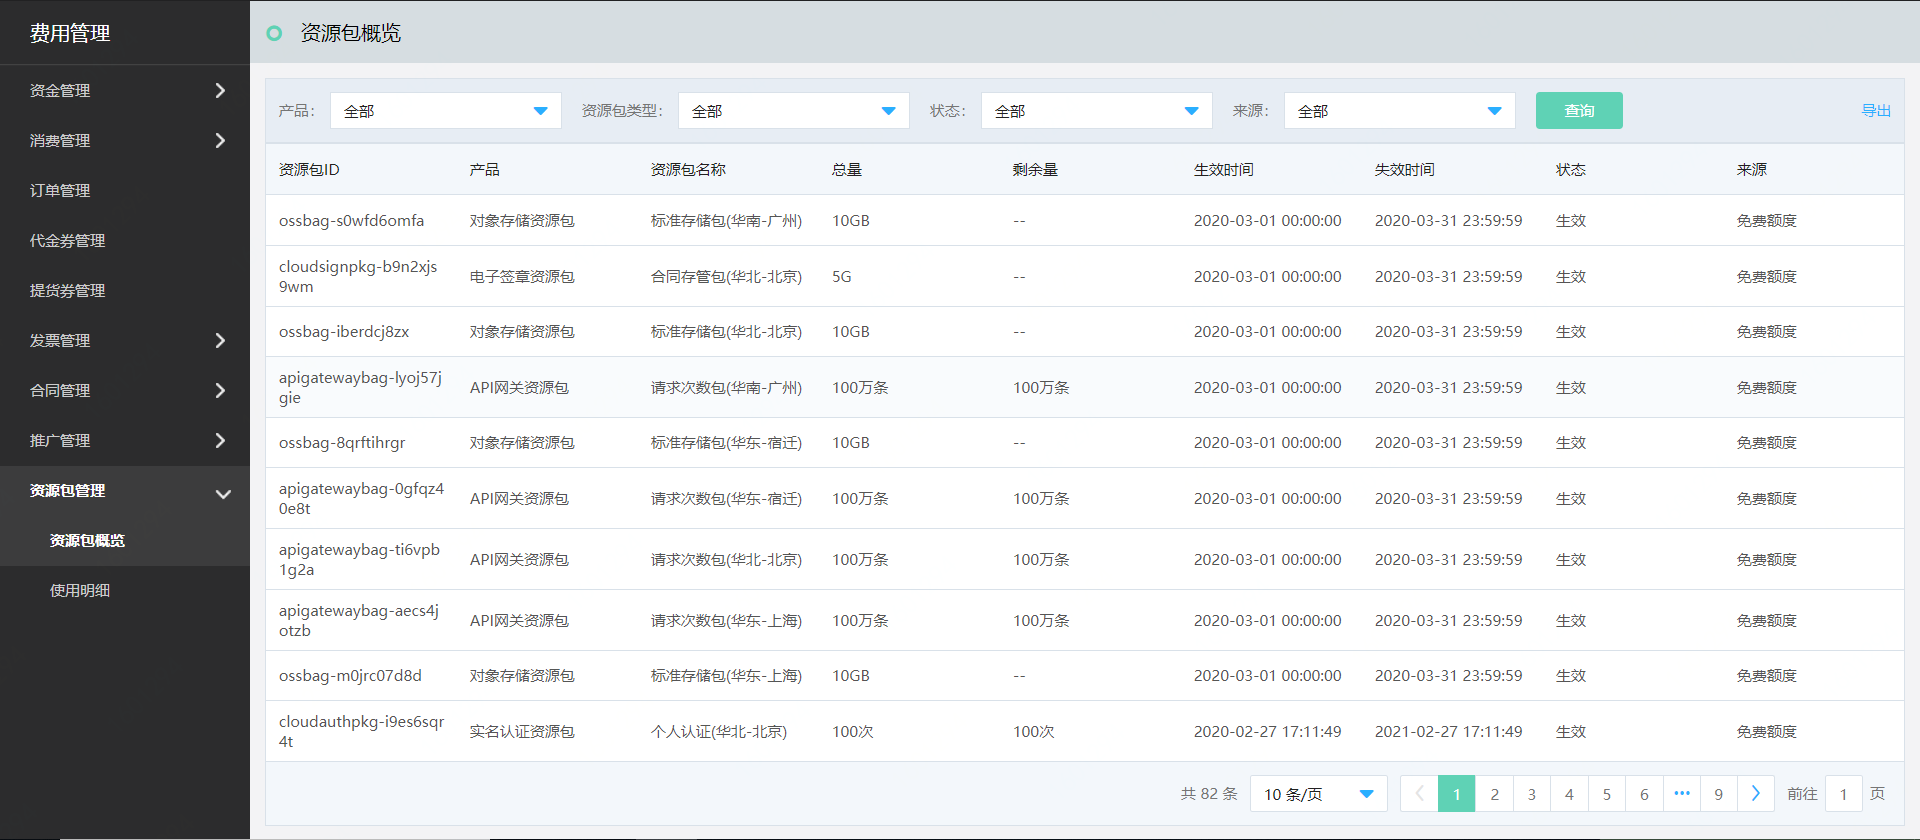 费用管理
资金管理
消费管理
订单管理
代金券管理
提货券管理
发票管理
合同管理
推广管理
资源包管理
资源包概览
使用明细
资源包概览
产品： 全部 资源包类型： 全部 状态： 全部 来源： 全部 查询 导出
资源包ID 产品 资源包名称 总量 剩余量 生效时间 失效时间 状态 来源
ossbag-s0wfd6omfa 对象存储资源包 标准存储包(华南-广州) 10GB -- 2020-03-01 00:00:00 2020-03-31 23:59:59 生效 免费额度
cloudsignpkg-b9n2xjs
9wm 电子签章资源包 合同存管包(华北-北京) 5G -- 2020-03-01 00:00:00 2020-03-31 23:59:59 生效 免费额度
ossbag-iberdcj8zx 对象存储资源包 标准存储包(华北-北京) 10GB -- 2020-03-01 00:00:00 2020-03-31 23:59:59 生效 免费额度
apigatewaybag-lyoj57j
gie API网关资源包 请求次数包(华南-广州) 100万条 100万条 2020-03-01 00:00:00 2020-03-31 23:59:59 生效 免费额度
ossbag-8qrftihrgr 对象存储资源包 标准存储包(华东-宿迁) 10GB -- 2020-03-01 00:00:00 2020-03-31 23:59:59 生效 免费额度
apigatewaybag-0gfqz4
0e8t API网关资源包 请求次数包(华东-宿迁) 100万条 100万条 2020-03-01 00:00:00 2020-03-31 23:59:59 生效 免费额度
apigatewaybag-ti6vpb
1g2a API网关资源包 请求次数包(华北-北京) 100万条 100万条 2020-03-01 00:00:00 2020-03-31 23:59:59 生效 免费额度
apigatewaybag-aecs4j
otzb API网关资源包 请求次数包(华东-上海) 100万条 100万条 2020-03-01 00:00:00 2020-03-31 23:59:59 生效 免费额度
ossbag-m0jrc07d8d 对象存储资源包 标准存储包(华东-上海) 10GB -- 2020-03-01 00:00:00 2020-03-31 23:59:59 生效 免费额度
cloudauthpkg-i9es6sqr
4t 实名认证资源包 个人认证(华北-北京) 100次 100次 2020-02-27 17:11:49 2021-02-27 17:11:49 生效 免费额度
共 82 条 10 条/页 1 2 3 4 5 6 ••• 9 前往 1 页